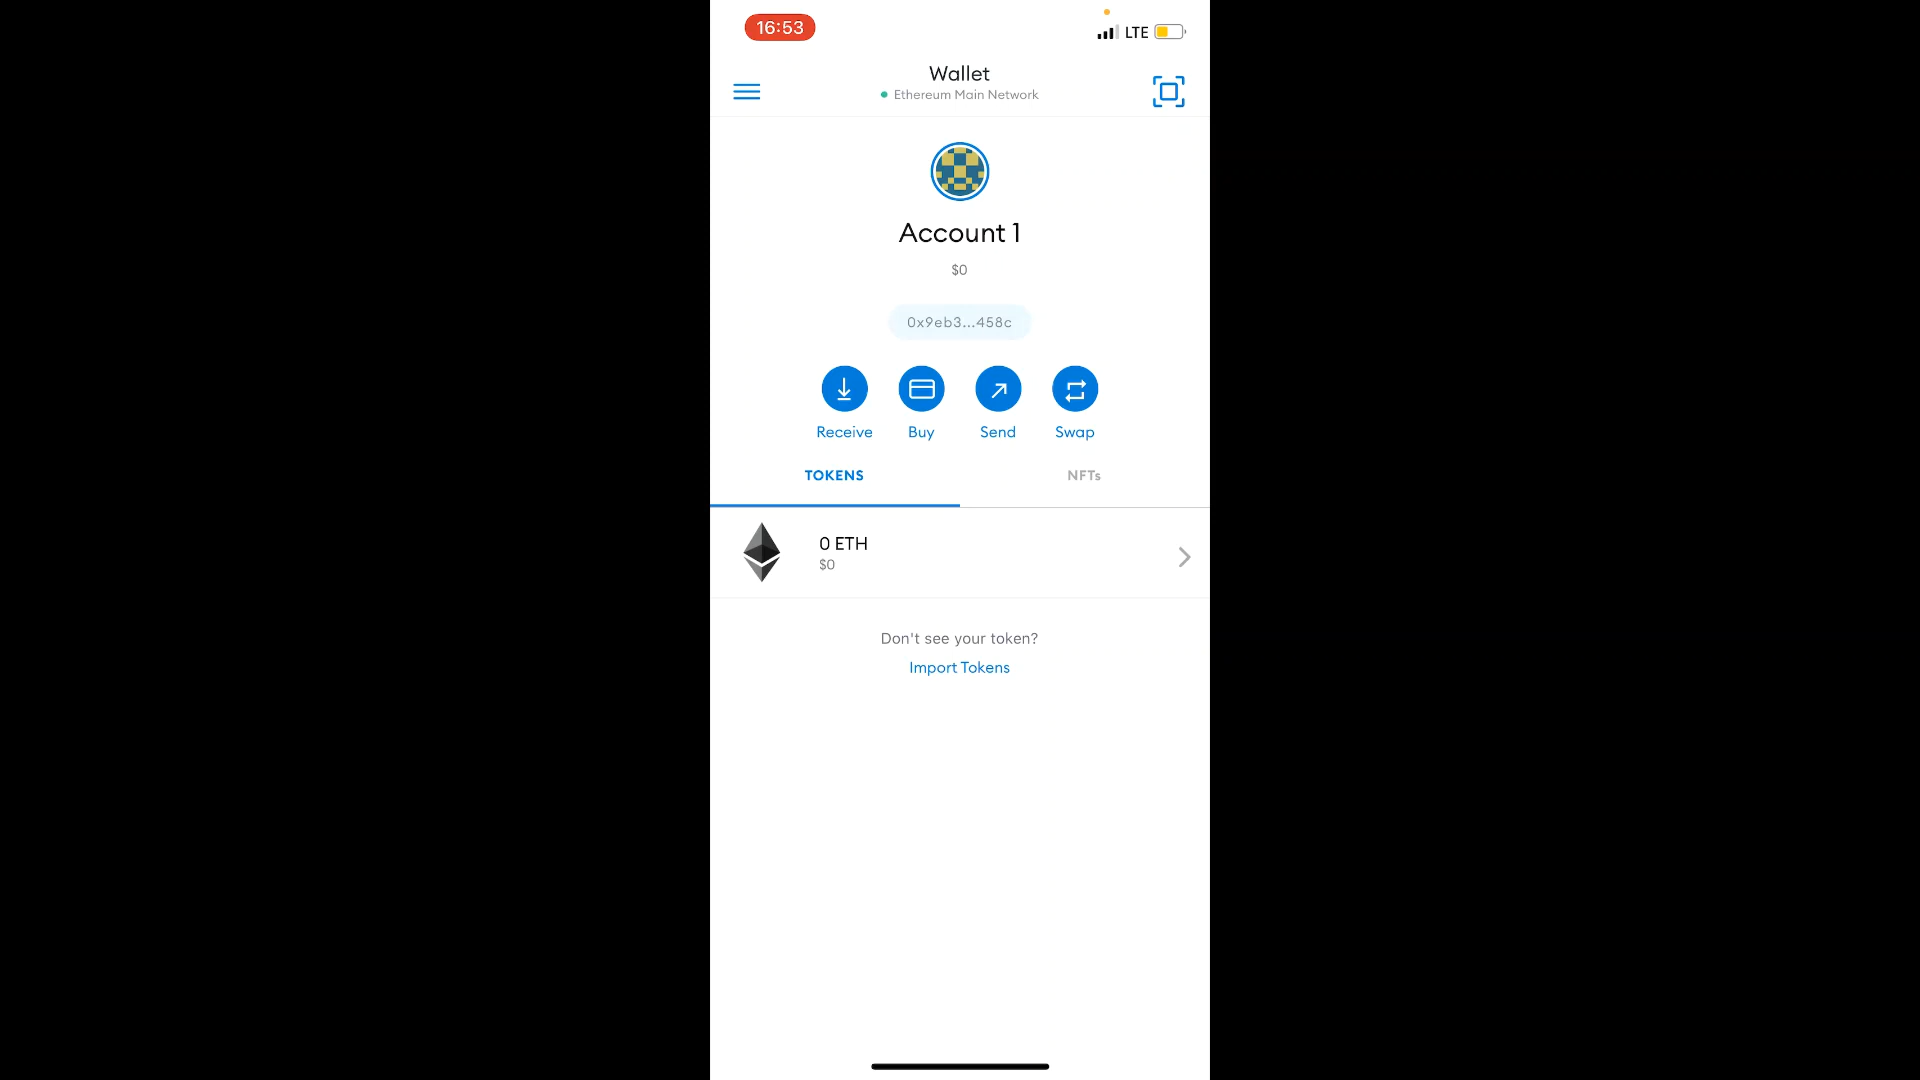 16:53
LTE
Wallet
Ethereum Main Network
Account 1
$0
0x9eb3...458c
Receive Buy Send Swap
TOKENS NFTs
0 ETH
$0
Don't see your token?
Import Tokens